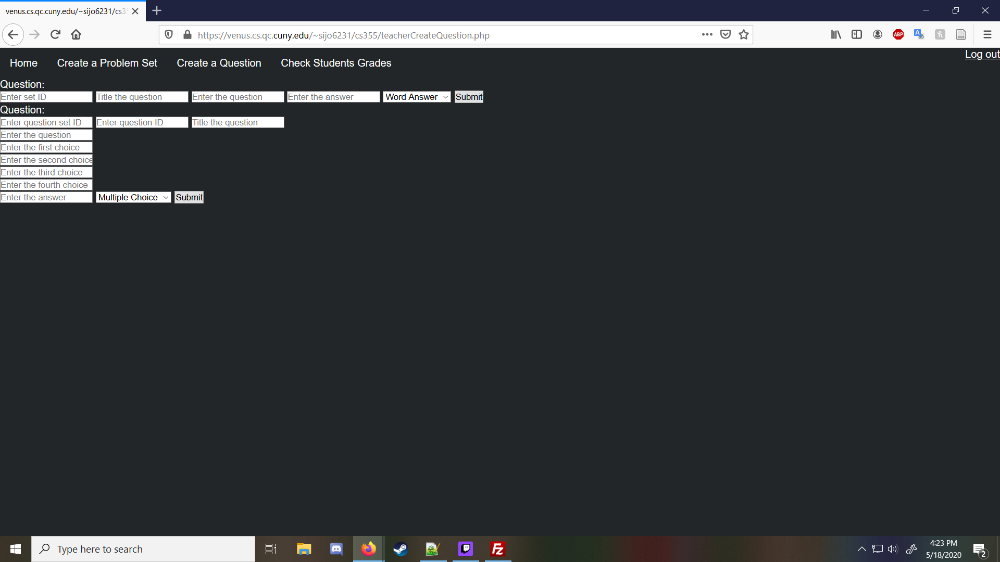 venus.cs.qc.cuny.edu/~sijo6231/cs35
https://venus.cs.qc.cuny.edu/~sijo6231/cs355/teacherCreateQuestion.php
ABP
Log out
Home Create a Problem Set Create a Question Check Students Grades
Question:
Enter set ID Title the question Enter the question Enter the answer Word Answer Submit
Question:
Enter question set ID Enter question ID Title the question
Enter the question
Enter the first choice
Enter the second choice
Enter the third choice
Enter the fourth choice
Enter the answer Multiple Choice Submit
Type here to search
Fz
4:23 PM
5/18/2020
2